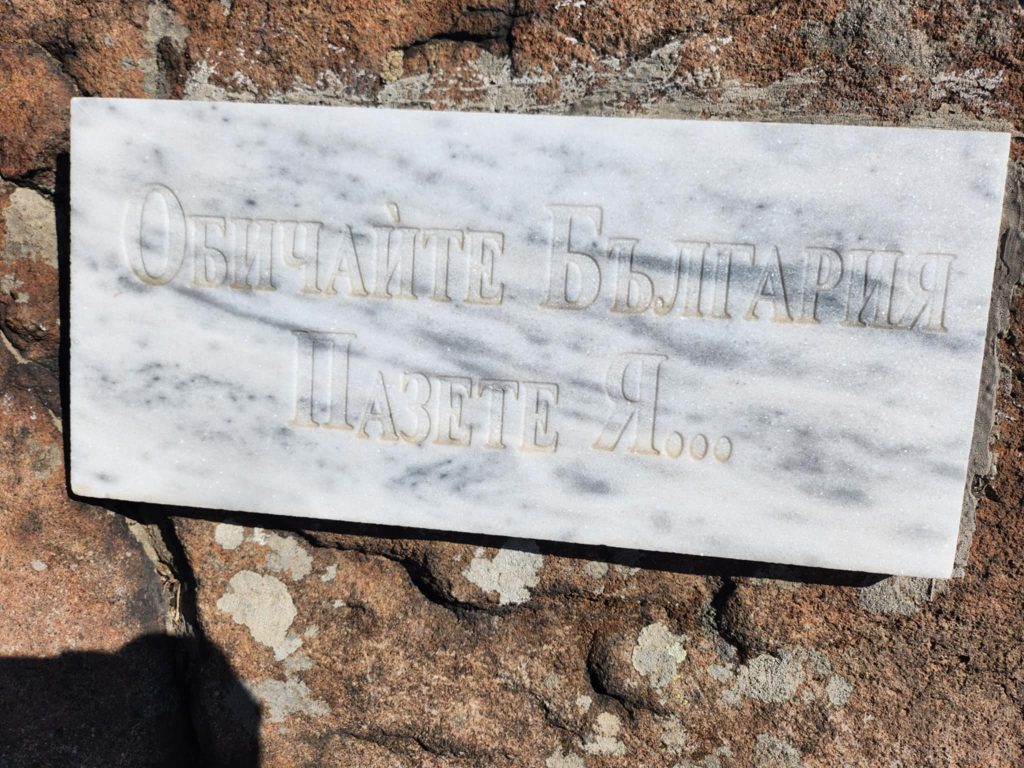 Обичайте България
Пазете Я...